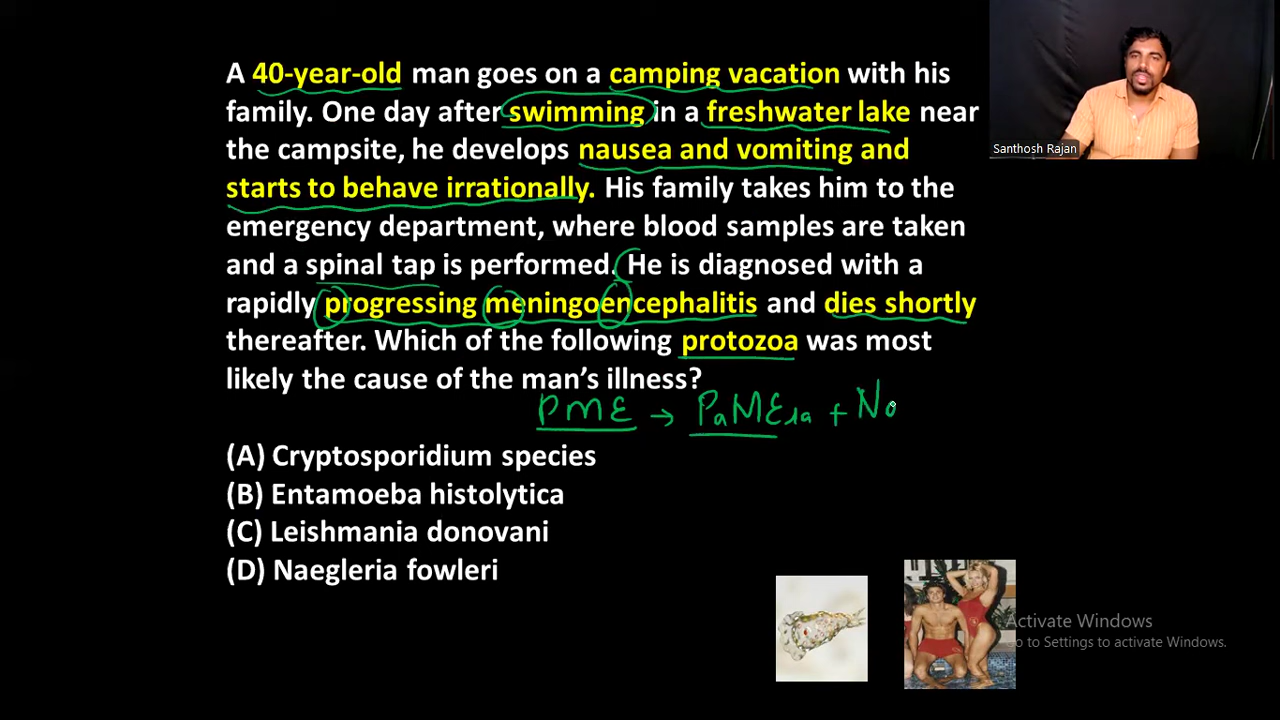 A 40-year-old man goes on a camping vacation with his
family. One day after swimming in a freshwater lake near
the campsite, he develops nausea and vomiting and
starts to behave irrationally. His family takes him to the
emergency department, where blood samples are taken
and a spinal tap is performed. He is diagnosed with a
rapidly progressing meningoencephalitis and dies shortly
thereafter. Which of the following protozoa was most
likely the cause of the man’s illness?
PME → PaMEla + No
(A) Cryptosporidium species
(B) Entamoeba histolytica
(C) Leishmania donovani
(D) Naegleria fowleri
Santhosh Rajan
Activate Windows
Go to Settings to activate Windows.